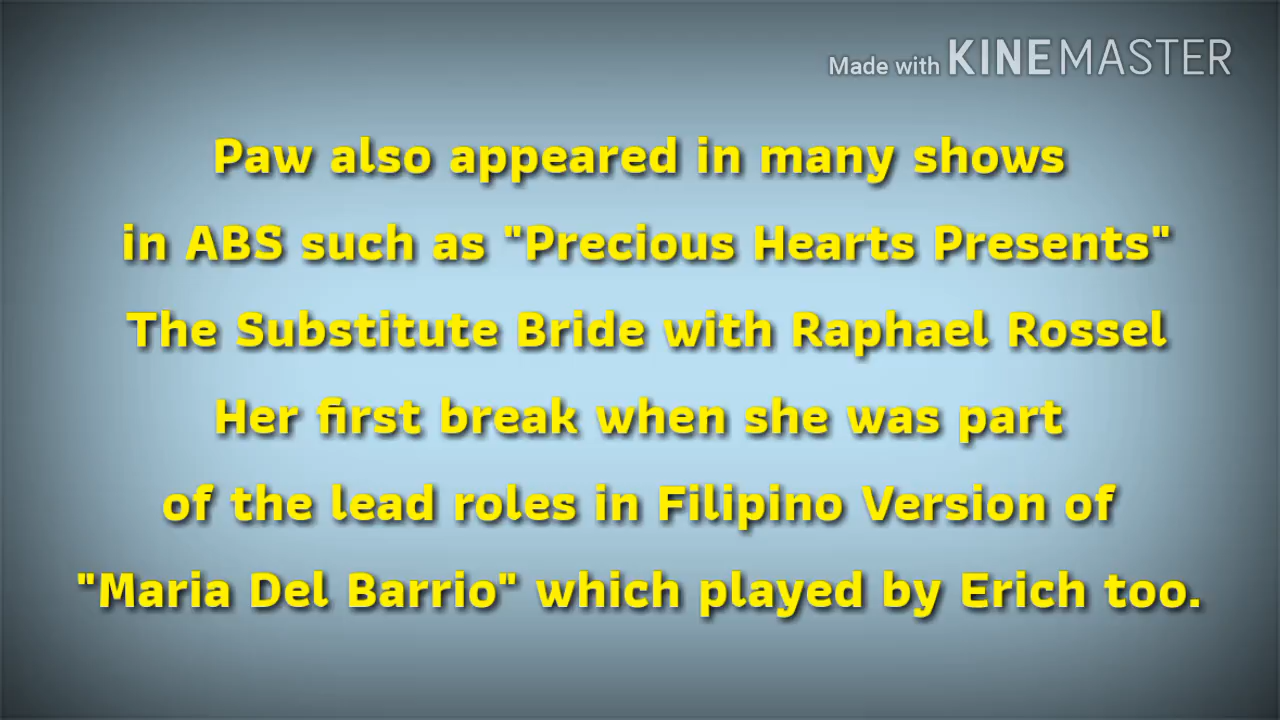 Made with KINEMASTER
Paw also appeared in many shows
in ABS such as "Precious Hearts Presents"
The Substitute Bride with Raphael Rossel
Her first break when she was part
of the lead roles in Filipino Version of
"Maria Del Barrio" which played by Erich too.